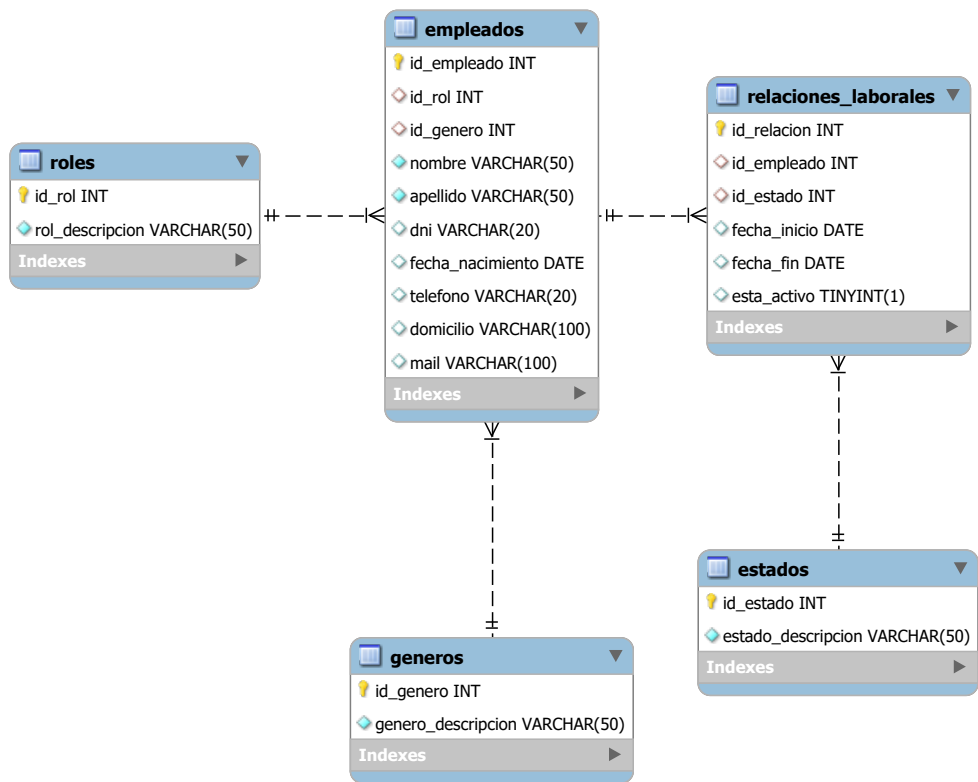 roles
id_rol INT
rol_descripcion VARCHAR(50)
Indexes
empleados
id_empleado INT
id_rol INT
id_genero INT
nombre VARCHAR(50)
apellido VARCHAR(50)
dni VARCHAR(20)
fecha_nacimiento DATE
telefono VARCHAR(20)
domicilio VARCHAR(100)
mail VARCHAR(100)
Indexes
relaciones_laborales
id_relacion INT
id_empleado INT
id_estado INT
fecha_inicio DATE
fecha_fin DATE
esta_activo TINYINT(1)
Indexes
generos
id_genero INT
genero_descripcion VARCHAR(50)
Indexes
estados
id_estado INT
estado_descripcion VARCHAR(50)
Indexes